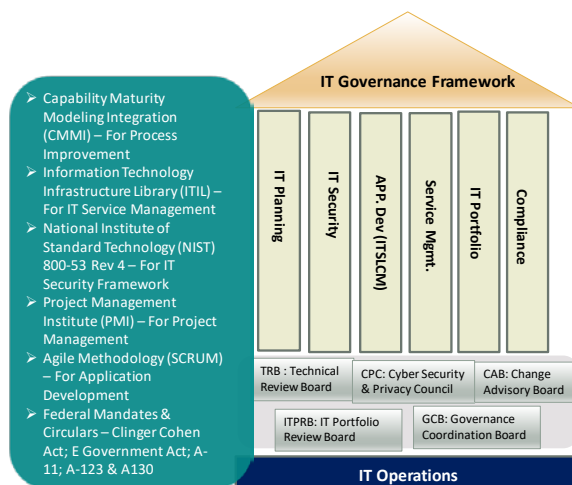 IT Governance Framework
➢ Capability Maturity
Modeling Integration
(CMMI) – For Process
Improvement
➢ Information Technology
Infrastructure Library (ITIL) –
For IT Service Management
➢ National Institute of
Standard Technology (NIST)
800-53 Rev 4 – For IT
Security Framework
➢ Project Management
Institute (PMI) – For Project
Management
➢ Agile Methodology (SCRUM)
– For Application
Development
➢ Federal Mandates &
Circulars – Clinger Cohen
Act; E Government Act; A-
11; A-123 & A130
IT Planning
IT Security
APP. Dev (ITSLCM)
Service Mgmt.
IT Portfolio
Compliance
TRB : Technical
Review Board
CPC: Cyber Security
& Privacy Council
CAB: Change
Advisory Board
ITPRB: IT Portfolio
Review Board
GCB: Governance
Coordination Board
IT Operations